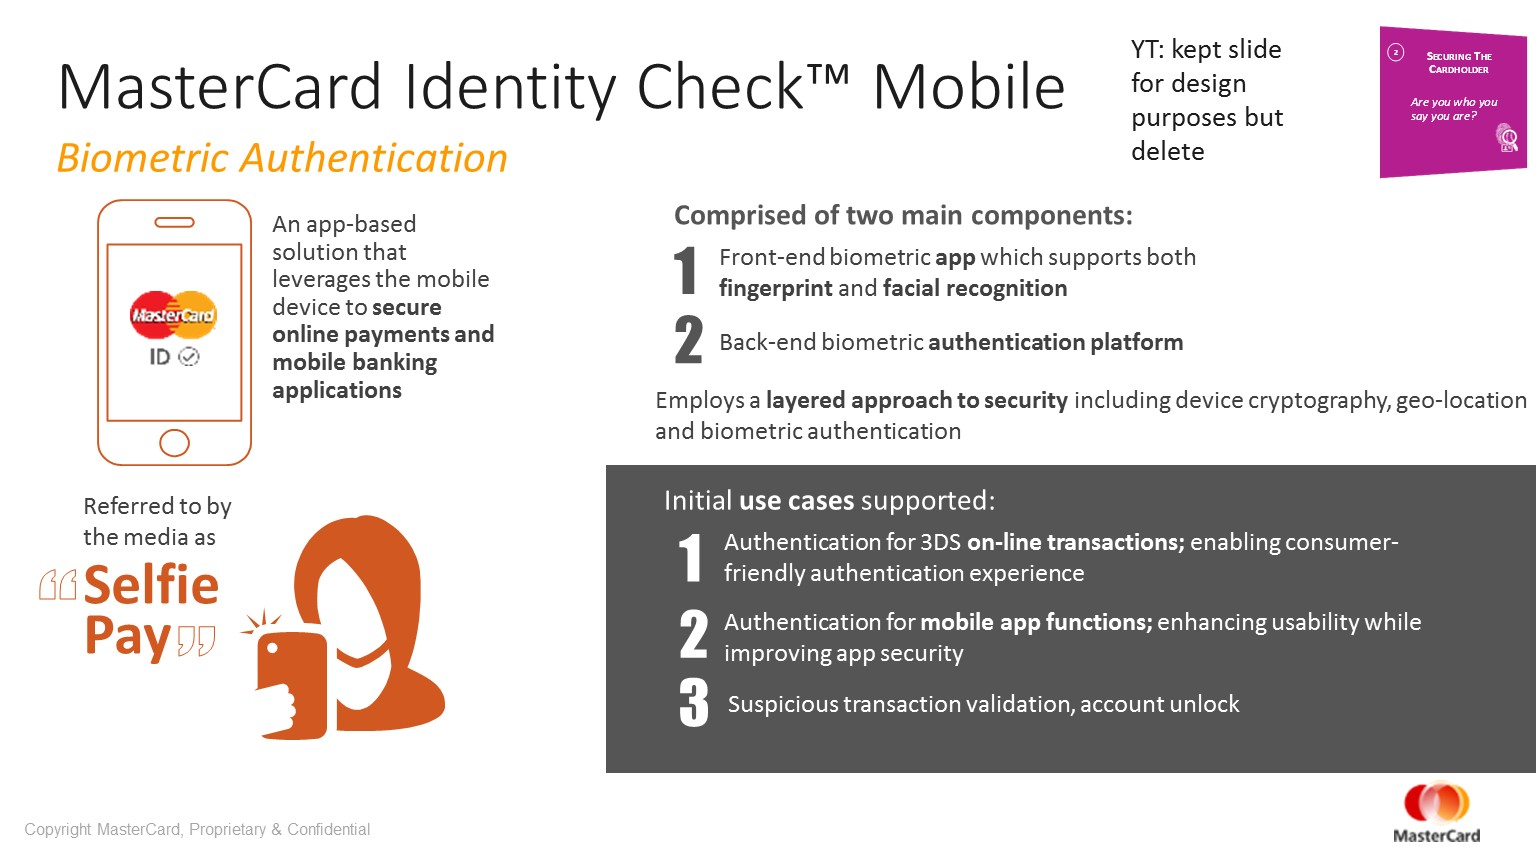 MasterCard Identity Check™ Mobile
Biometric Authentication
YT: kept slide
for design
purposes but
delete
2
SECURING THE
CARDHOLDER
Are you who you
say you are?
MasterCard
ID
An app-based
solution that
leverages the mobile
device to secure
online payments and
mobile banking
applications
Referred to by
the media as
“Selfie
Pay”
Comprised of two main components:
1 Front-end biometric app which supports both
fingerprint and facial recognition
2 Back-end biometric authentication platform
Employs a layered approach to security including device cryptography, geo-location
and biometric authentication
Initial use cases supported:
1 Authentication for 3DS on-line transactions; enabling consumer-
friendly authentication experience
2 Authentication for mobile app functions; enhancing usability while
improving app security
3 Suspicious transaction validation, account unlock
Copyright MasterCard, Proprietary & Confidential
MasterCard